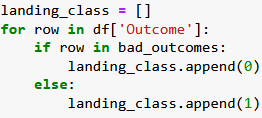 landing_class = []
for row in df['Outcome']:
    if row in bad_outcomes:
        landing_class.append(0)
    else:
        landing_class.append(1)